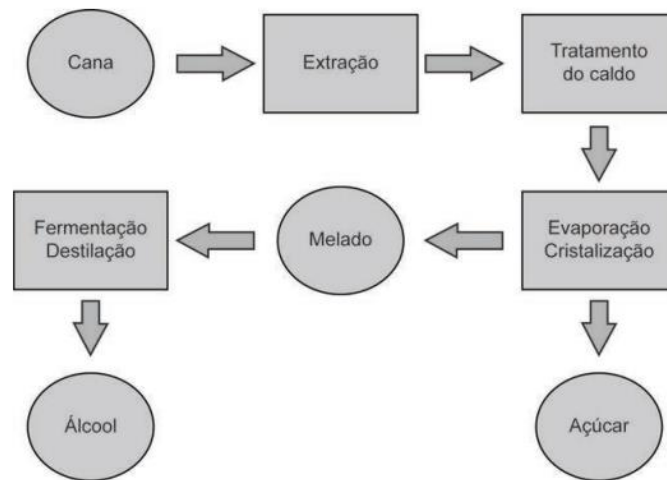 Cana
Extração
Tratamento
do caldo
Evaporação
Cristalização
Melado
Fermentação
Destilação
Álcool
Açúcar